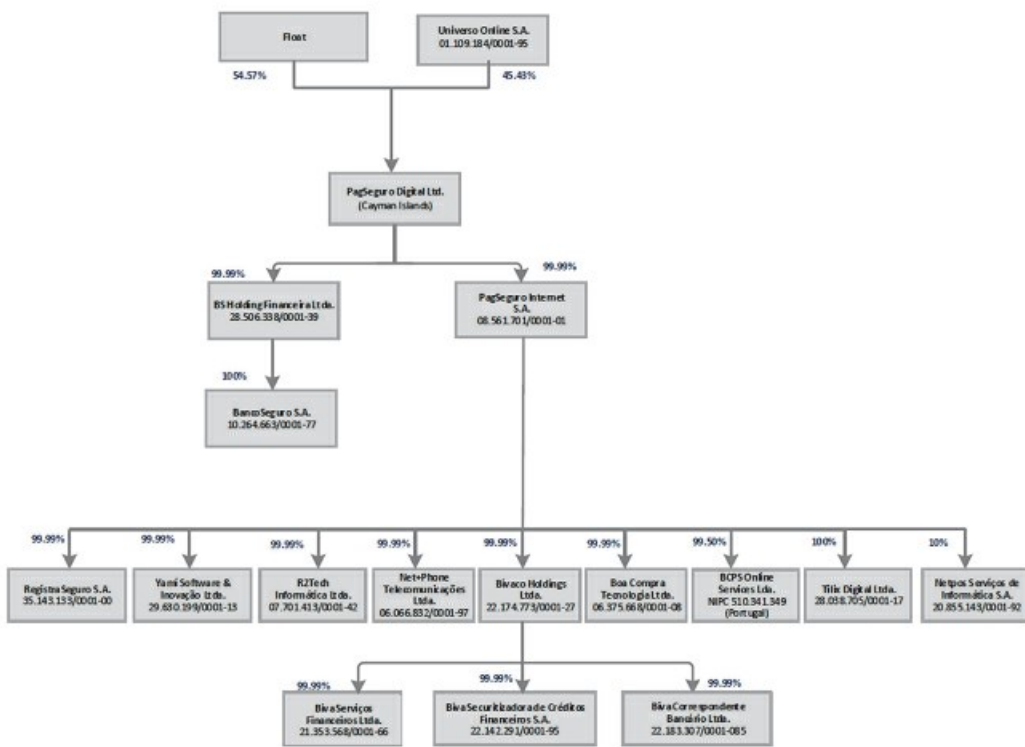 Float
Universo Online S.A.
01.109.184/0001-95
54.57%
45.43%
PagSeguro Digital Ltd.
(Cayman Islands)
99.99%
99.99%
BS Holding Financeira Ltda.
28.506.338/0001-39
PagSeguro Internet
S.A.
08.561.701/0001-01
100%
BancoSeguro S.A.
10.264.663/0001-77
99.99%
99.99%
99.99%
99.99%
99.99%
99.99%
99.50%
100%
10%
RegistraSeguro S.A.
35.143.133/0001-00
Yamí Software &
Inovação ltda.
29.630.199/0001-13
R2Tech
Informática ltda.
07.701.413/0001-42
Net+Phone
Telecomunicações
Ltda.
06.066.832/0001-97
Bivaco Holdings
Ltda.
22.174.773/0001-27
Boa Compra
Tecnologia Ltda.
06.375.668/0001-08
BCPS Online
Services Lda.
NIPC 510.341.349
(Portugal)
Tilix Digital Ltda.
28.038.705/0001-17
Netpos Serviços de
Informática S.A.
20.855.143/0001-92
99.99%
99.99%
99.99%
Biva Serviços
Financeiros Ltda.
21.353.568/0001-66
Biva Securitizadora de Créditos
Financeiros S.A.
22.142.291/0001-95
Biva Correspondente
Bancário Ltda.
22.183.307/0001-085